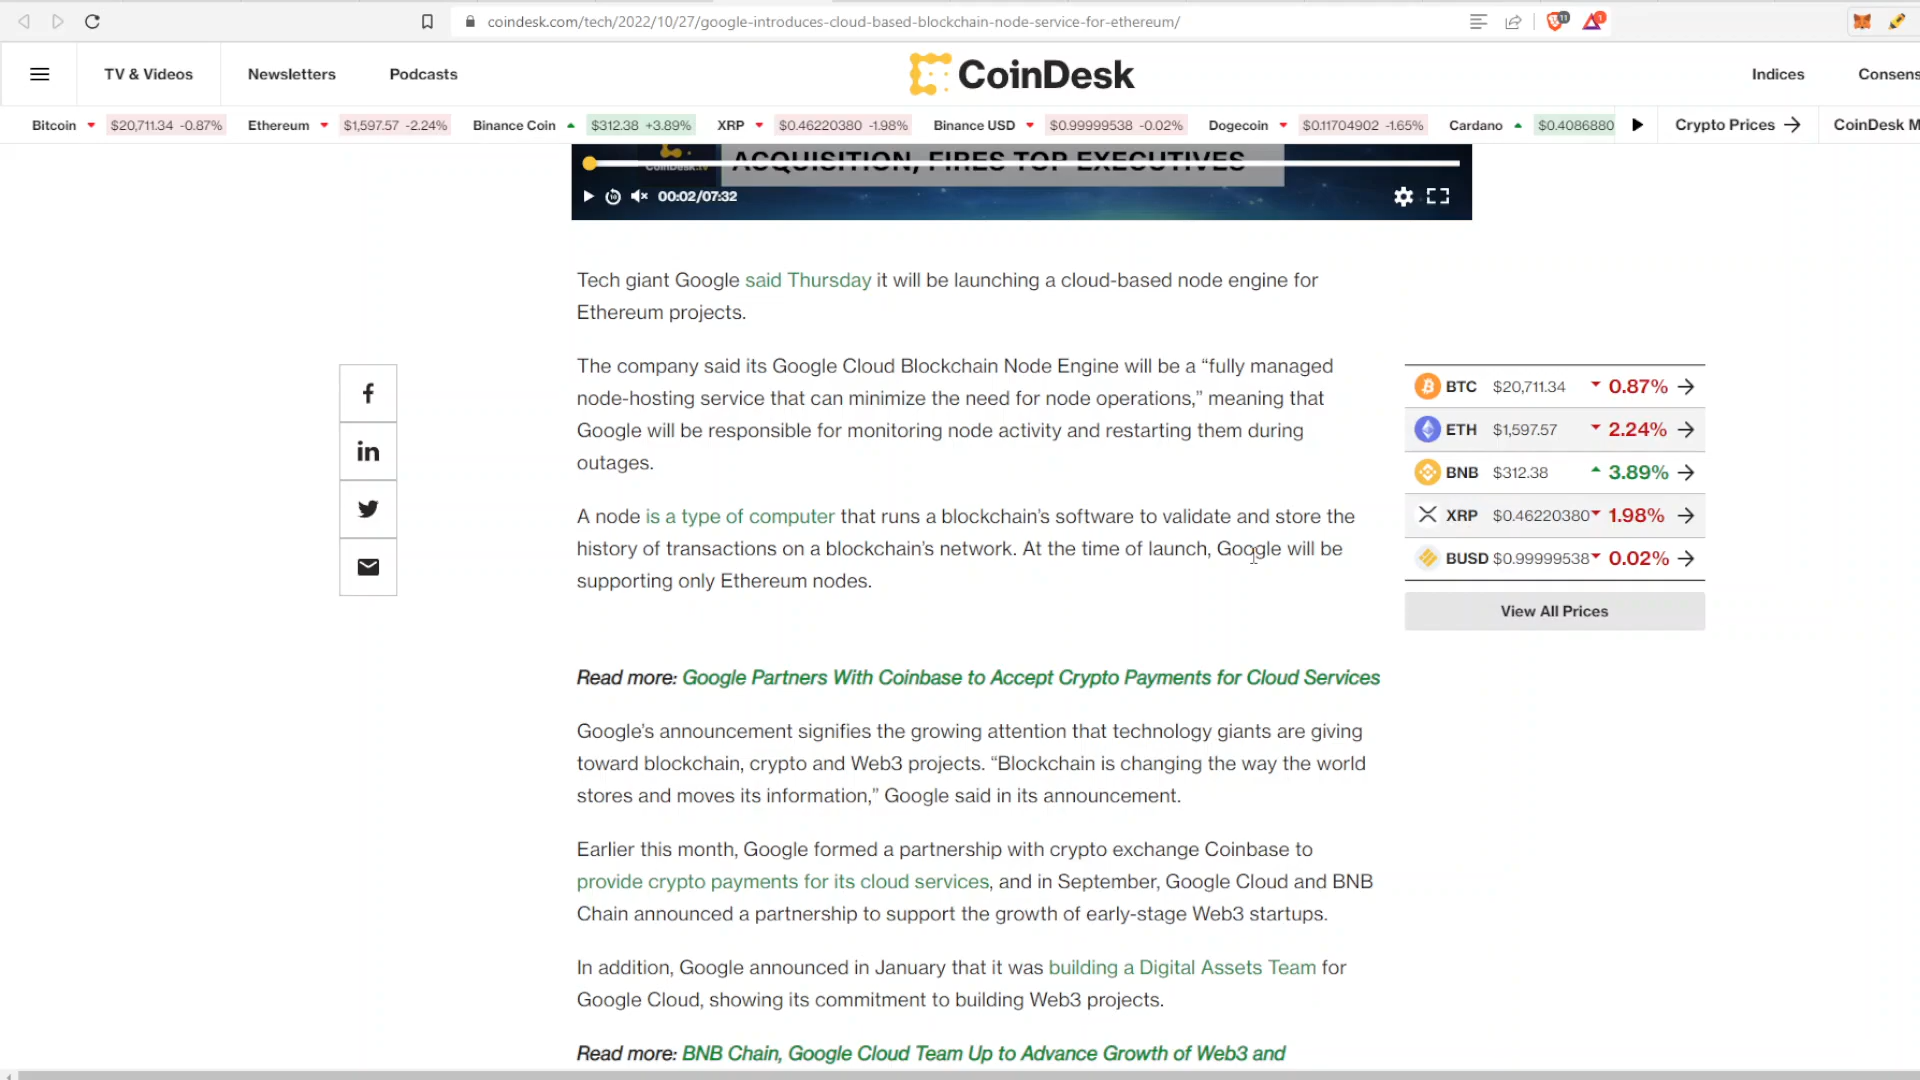 coindesk.com/tech/2022/10/27/google-introduces-cloud-based-blockchain-node-service-for-ethereum/
11
1
TV & Videos
Newsletters
Podcasts
CoinDesk
Indices
Consens
Bitcoin $20,711.34 -0.87% Ethereum $1,597.57 -2.24% Binance Coin $312.38 +3.89% XRP $0.46220380 -1.98% Binance USD $0.99999538 -0.02% Dogecoin $0.11704902 -1.65% Cardano $0.4086880
Crypto Prices
CoinDesk M
ACQUISITION, FIRES TOP EXECUTIVES
10
00:02/07:32
Tech giant Google said Thursday it will be launching a cloud-based node engine for
Ethereum projects.
The company said its Google Cloud Blockchain Node Engine will be a “fully managed
node-hosting service that can minimize the need for node operations,” meaning that
Google will be responsible for monitoring node activity and restarting them during
outages.
A node is a type of computer that runs a blockchain’s software to validate and store the
history of transactions on a blockchain’s network. At the time of launch, Google will be
supporting only Ethereum nodes.
Read more: Google Partners With Coinbase to Accept Crypto Payments for Cloud Services
Google’s announcement signifies the growing attention that technology giants are giving
toward blockchain, crypto and Web3 projects. “Blockchain is changing the way the world
stores and moves its information,” Google said in its announcement.
Earlier this month, Google formed a partnership with crypto exchange Coinbase to
provide crypto payments for its cloud services, and in September, Google Cloud and BNB
Chain announced a partnership to support the growth of early-stage Web3 startups.
In addition, Google announced in January that it was building a Digital Assets Team for
Google Cloud, showing its commitment to building Web3 projects.
Read more: BNB Chain, Google Cloud Team Up to Advance Growth of Web3 and
BTC $20,711.34 0.87%
ETH $1,597.57 2.24%
BNB $312.38 3.89%
XRP $0.46220380 1.98%
BUSD $0.99999538 0.02%
View All Prices